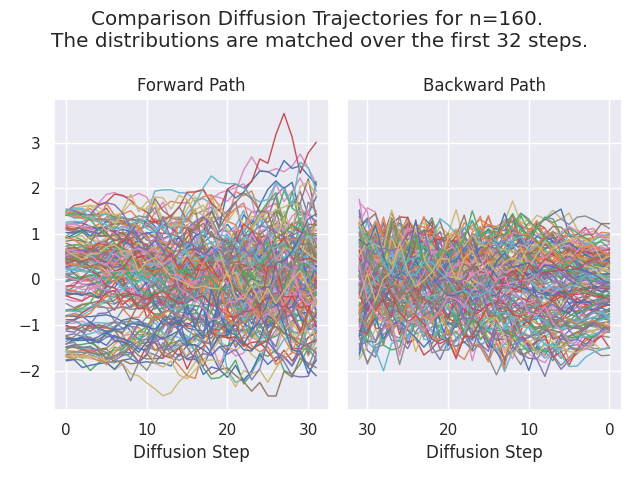 Comparison Diffusion Trajectories for n=160.
The distributions are matched over the first 32 steps.
Forward Path
Backward Path
3
2
1
0
−1
−2
0 10 20 30
30 20 10 0
Diffusion Step
Diffusion Step